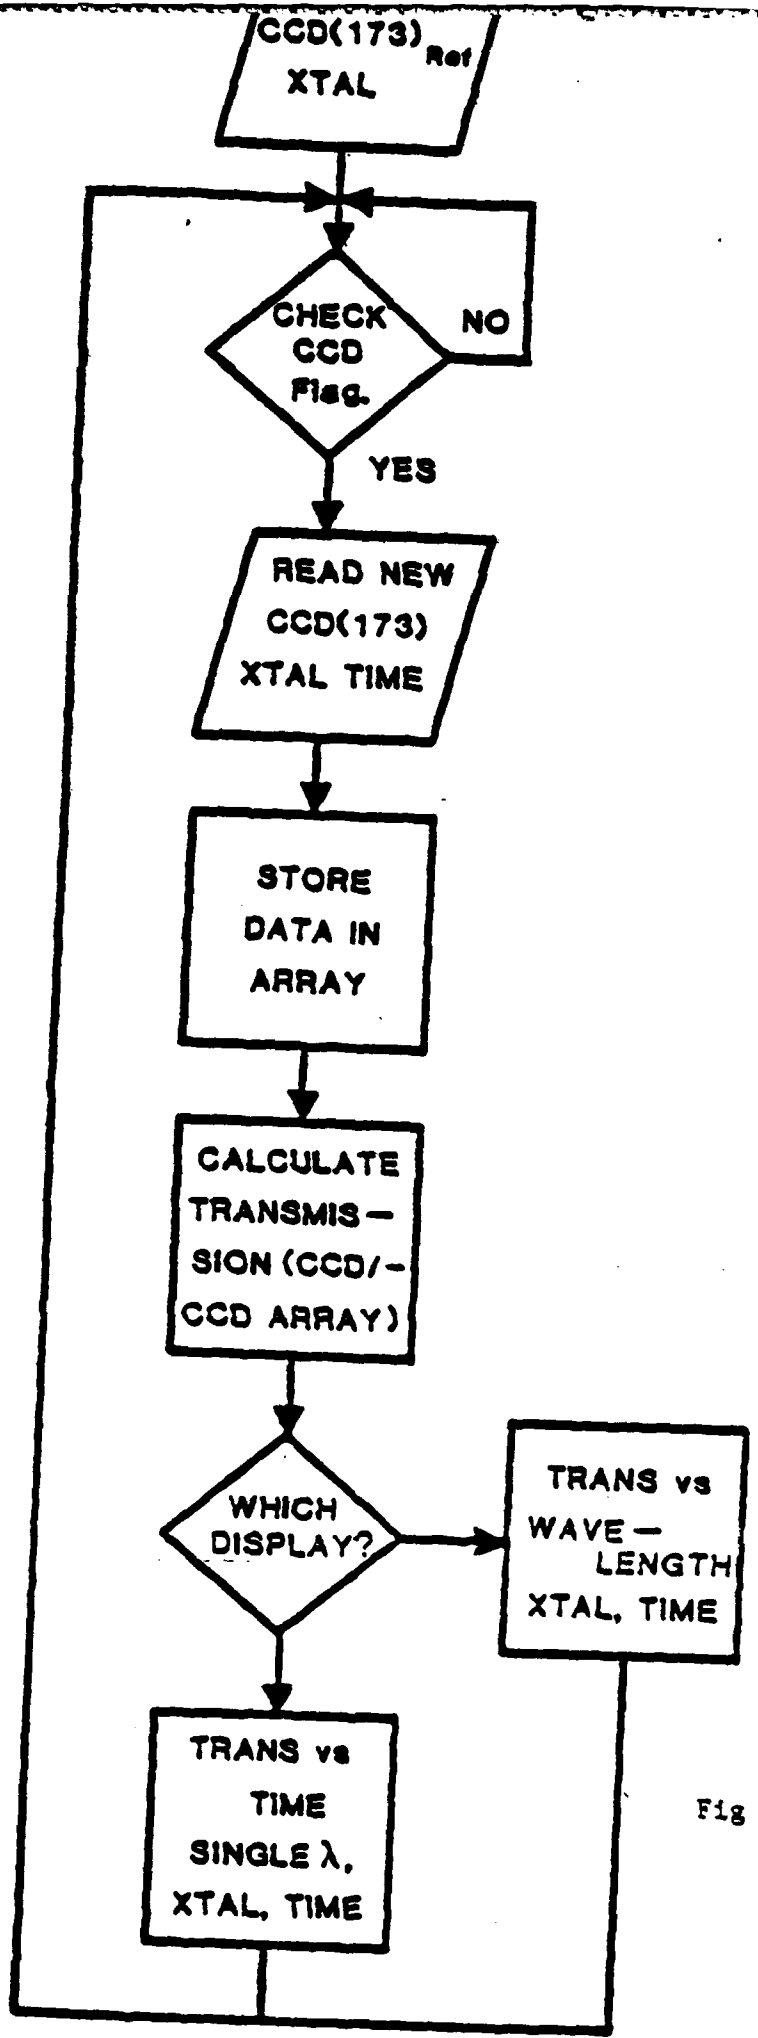 CCD(173) Ref
XTAL
CHECK
CCD
Flag.
NO
YES
READ NEW
CCD(173)
XTAL TIME
STORE
DATA IN
ARRAY
CALCULATE
TRANSMIS—
SION (CCD/—
CCD ARRAY)
WHICH
DISPLAY?
TRANS vs
WAVE—
LENGTH
XTAL, TIME
TRANS vs
TIME
SINGLE λ,
XTAL, TIME
Fig